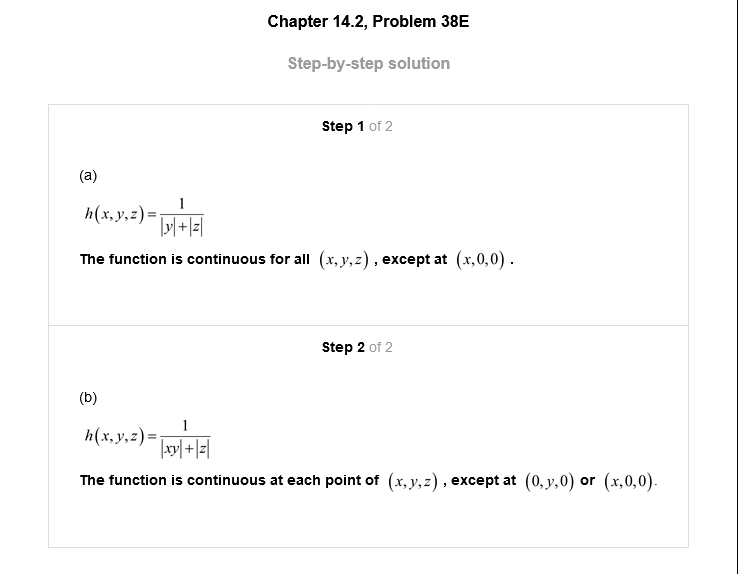 Chapter 14.2, Problem 38E
Step-by-step solution
Step 1 of 2
(a)
h(x,y,z)=1/(|y|+|z|)
The function is continuous for all (x,y,z), except at (x,0,0).
Step 2 of 2
(b)
h(x,y,z)=1/(|xy|+|z|)
The function is continuous at each point of (x,y,z), except at (0,y,0) or (x,0,0).